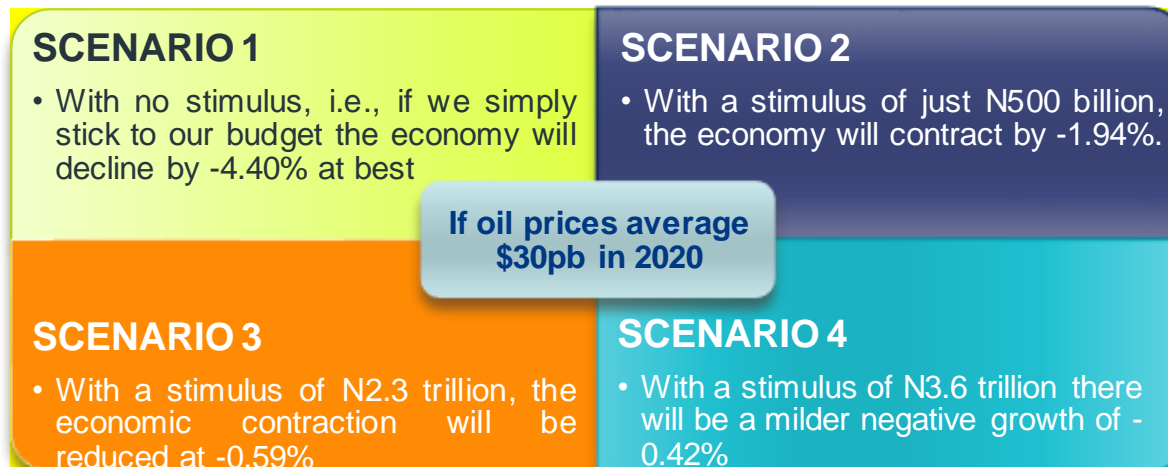 SCENARIO 1
• With no stimulus, i.e., if we simply
stick to our budget the economy will
decline by -4.40% at best
SCENARIO 2
• With a stimulus of just N500 billion,
the economy will contract by -1.94%.
If oil prices average
$30pb in 2020
SCENARIO 3
• With a stimulus of N2.3 trillion, the
economic contraction will be
reduced at -0.59%
SCENARIO 4
• With a stimulus of N3.6 trillion there
will be a milder negative growth of -
0.42%